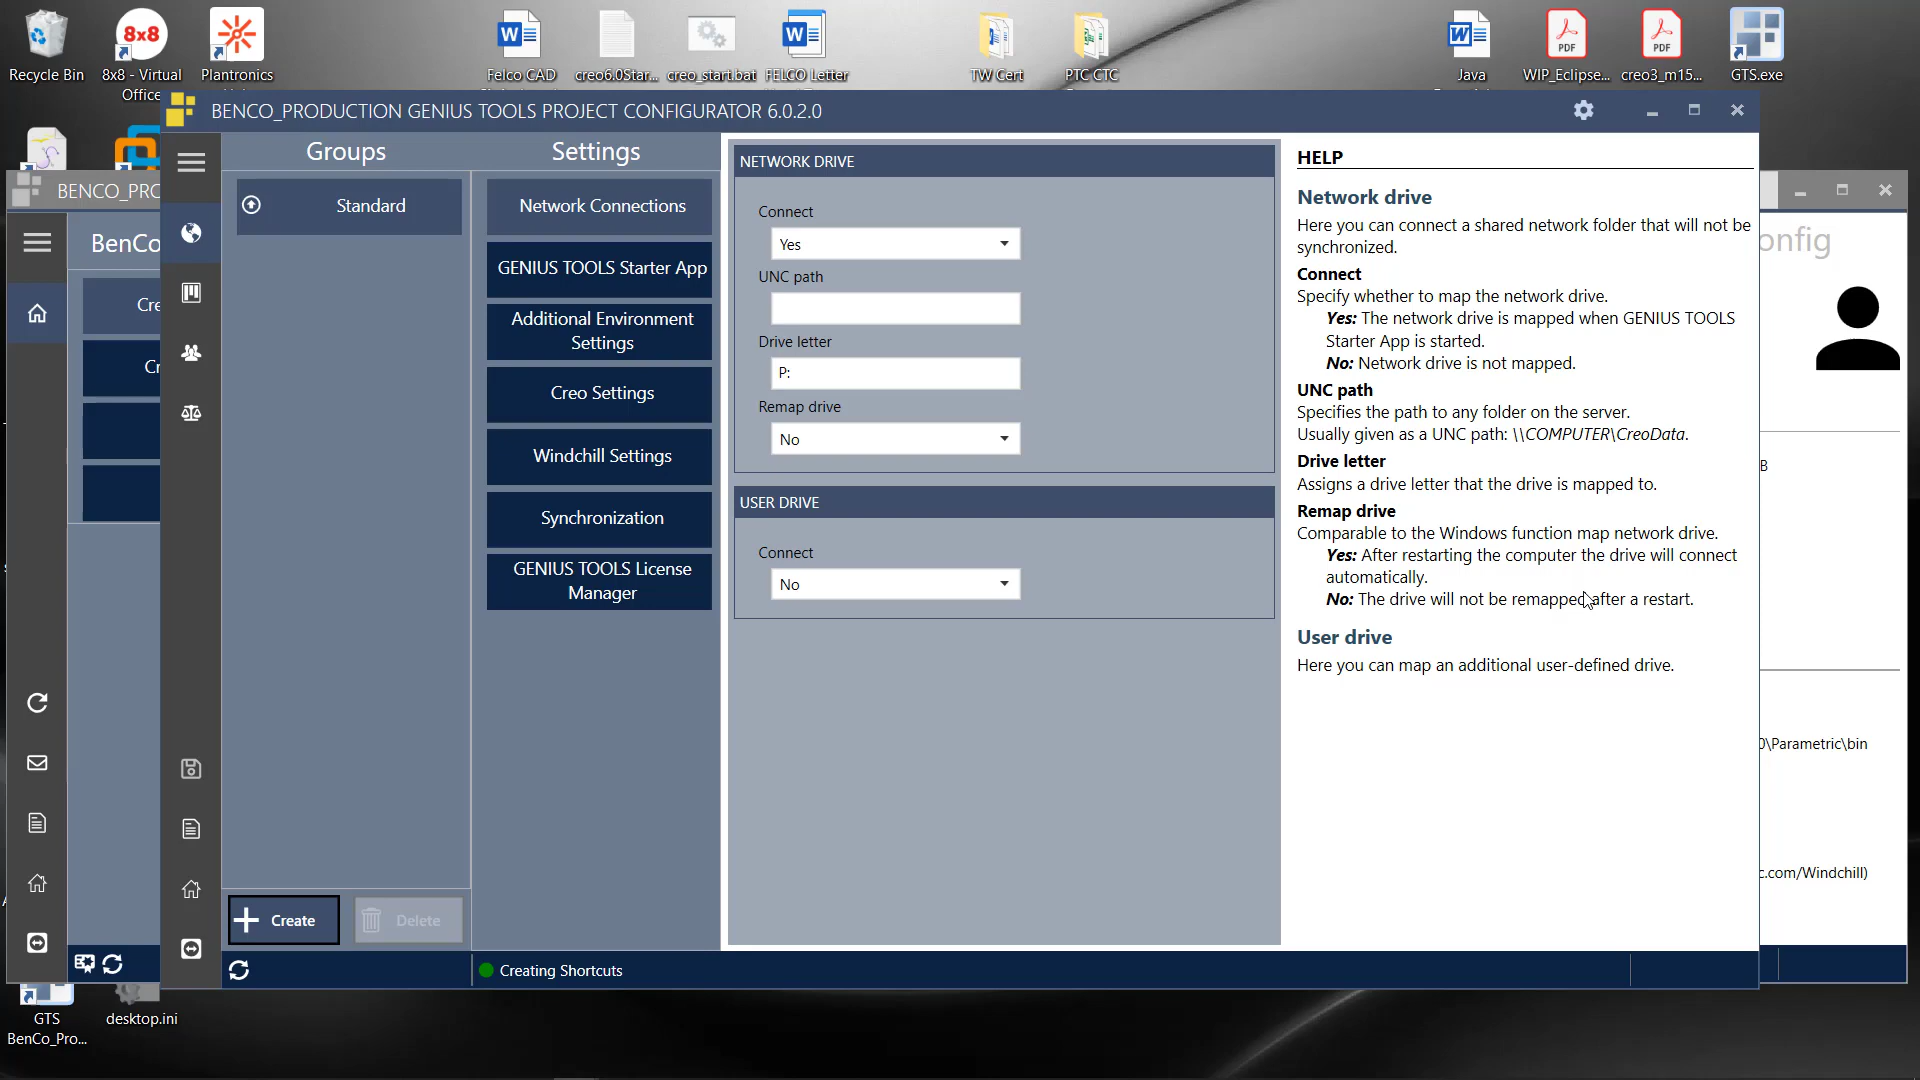 Recycle Bin
8x8
8x8 - Virtual
Office
Plantronics
Felco CAD
creo6.0Star...
creo_start.bat
FELCO Letter
TW Cert
PTC CTC
Java
WIP_Eclipse...
creo3_m15...
GTS.exe
BENCO_PRODUCTION GENIUS TOOLS PROJECT CONFIGURATOR 6.0.2.0
BENCO_PRO
BenCo
Cre
Cr
Groups
Standard
Create
Delete
Settings
Network Connections
GENIUS TOOLS Starter App
Additional Environment
Settings
Creo Settings
Windchill Settings
Synchronization
GENIUS TOOLS License
Manager
NETWORK DRIVE
Connect
Yes
UNC path
Drive letter
P:
Remap drive
No
USER DRIVE
Connect
No
HELP
Network drive
Here you can connect a shared network folder that will not be
synchronized.
Connect
Specify whether to map the network drive.
Yes: The network drive is mapped when GENIUS TOOLS
Starter App is started.
No: Network drive is not mapped.
UNC path
Specifies the path to any folder on the server.
Usually given as a UNC path: \\COMPUTER\CreoData.
Drive letter
Assigns a drive letter that the drive is mapped to.
Remap drive
Comparable to the Windows function map network drive.
Yes: After restarting the computer the drive will connect
automatically.
No: The drive will not be remapped after a restart.
User drive
Here you can map an additional user-defined drive.
onfig
B
0\Parametric\bin
c.com/Windchill)
Creating Shortcuts
GTS
BenCo_Pro...
desktop.ini